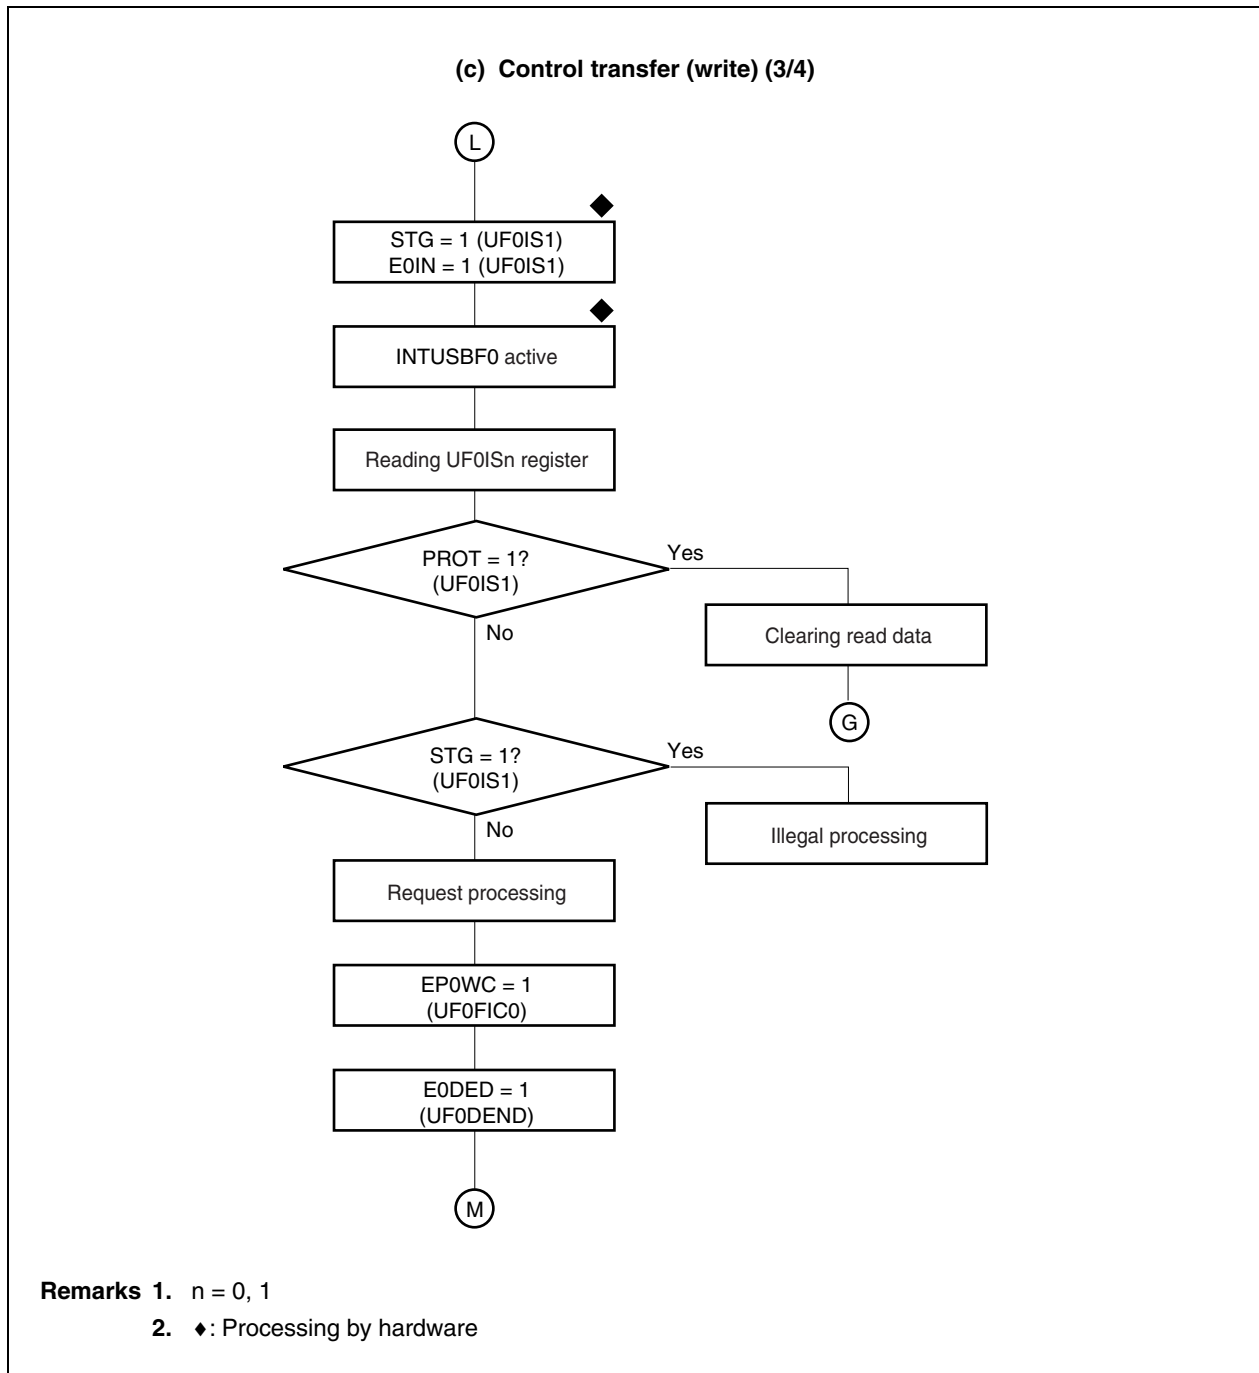 (c) Control transfer (write) (3/4)
L
STG = 1 (UF0IS1)
E0IN = 1 (UF0IS1)
INTUSBF0 active
Reading UF0ISn register
PROT = 1?
(UF0IS1)
Yes
No
Clearing read data
G
STG = 1?
(UF0IS1)
Yes
No
Illegal processing
Request processing
EP0WC = 1
(UF0FIC0)
E0DED = 1
(UF0DEND)
M
Remarks 1. n = 0, 1
2. ♦: Processing by hardware